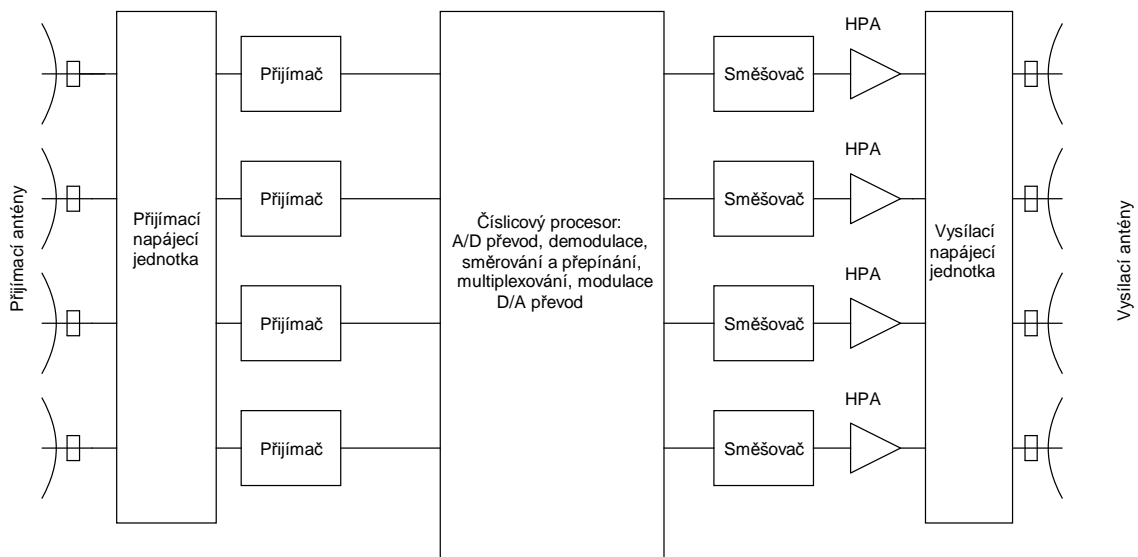 HPA
Přijímač
Směšovač
HPA
Přijímač
Směšovač
Přijímací antény
Přijímací
napájecí
jednotka
Číslicový procesor:
A/D převod, demodulace,
směrování a přepínání,
multiplexování, modulace
D/A převod
Vysílací
napájecí
jednotka
Vysílací antény
HPA
Přijímač
Směšovač
HPA
Přijímač
Směšovač